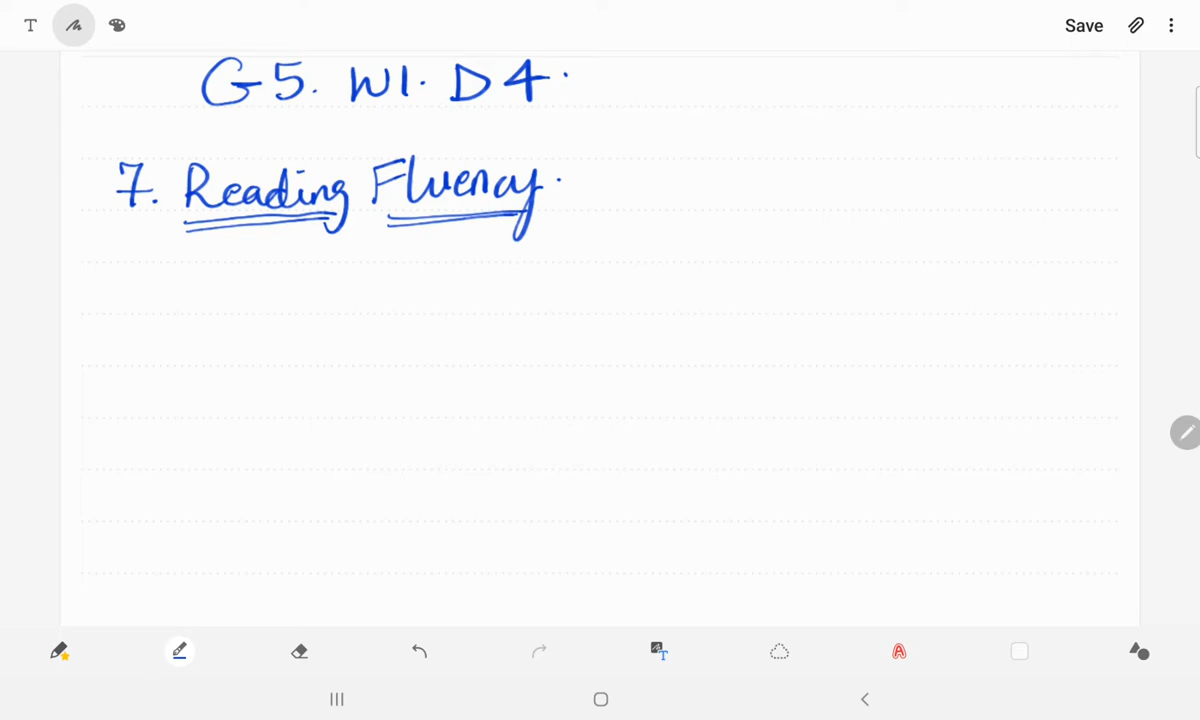 T Save
G5. W1. D4.
7. Reading Fluency.
T
A